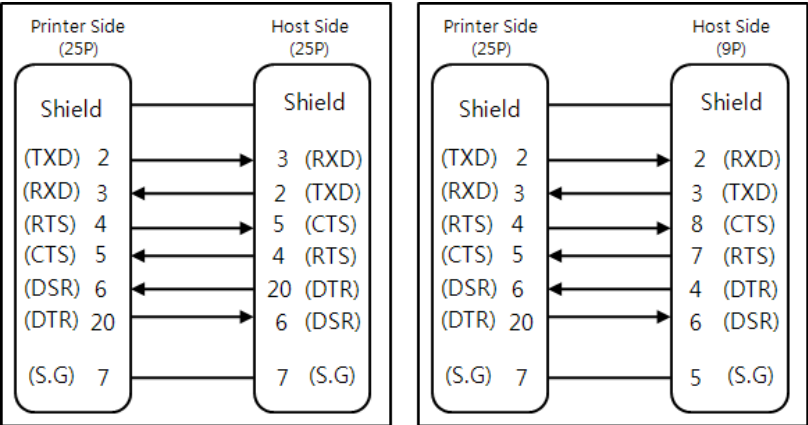 Printer Side
(25P)
Host Side
(25P)
Shield Shield
(TXD) 2 3 (RXD)
(RXD) 3 2 (TXD)
(RTS) 4 5 (CTS)
(CTS) 5 4 (RTS)
(DSR) 6 20 (DTR)
(DTR) 20 6 (DSR)
(S.G) 7 7 (S.G)
Printer Side
(25P)
Host Side
(9P)
Shield Shield
(TXD) 2 2 (RXD)
(RXD) 3 3 (TXD)
(RTS) 4 8 (CTS)
(CTS) 5 7 (RTS)
(DSR) 6 4 (DTR)
(DTR) 20 6 (DSR)
(S.G) 7 5 (S.G)